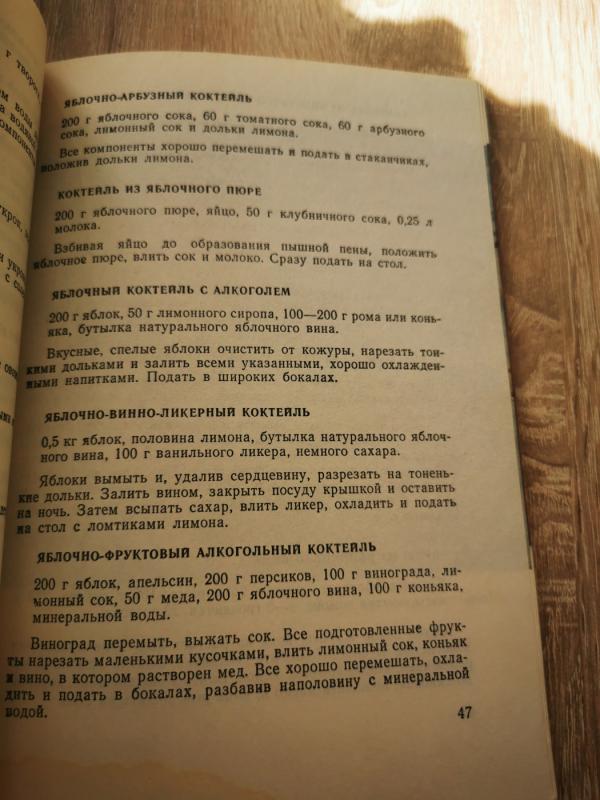 ЯБЛОЧНО-АРБУЗНЫЙ КОКТЕЙЛЬ
200 г яблочного сока, 60 г томатного сока, 60 г арбузного
сока, лимонный сок и дольки лимона.
Все компоненты хорошо перемешать и подать в стаканчиках,
положив дольки лимона.
КОКТЕЙЛЬ ИЗ ЯБЛОЧНОГО ПЮРЕ
200 г яблочного пюре, яйцо, 50 г клубничного сока, 0,25 л
молока.
Взбивая яйцо до образования пышной пены, положить
яблочное пюре, влить сок и молоко. Сразу подать на стол.
ЯБЛОЧНЫЙ КОКТЕЙЛЬ С АЛКОГОЛЕМ
200 г яблок, 50 г лимонного сиропа, 100—200 г рома или конь-
яка, бутылка натурального яблочного вина.
Вкусные, спелые яблоки очистить от кожуры, нарезать тон-
кими дольками и залить всеми указанными, хорошо охлажден-
ными напитками. Подать в широких бокалах.
ЯБЛОЧНО-ВИННО-ЛИКЕРНЫЙ КОКТЕЙЛЬ
0,5 кг яблок, половина лимона, бутылка натурального яблоч-
ного вина, 100 г ванильного ликера, немного сахара.
Яблоки вымыть и, удалив сердцевину, разрезать на тонень-
кие дольки. Залить вином, закрыть посуду крышкой и оставить
на ночь. Затем всыпать сахар, влить ликер, охладить и подать
на стол с ломтиками лимона.
ЯБЛОЧНО-ФРУКТОВЫЙ АЛКОГОЛЬНЫЙ КОКТЕЙЛЬ
200 г яблок, апельсин, 200 г персиков, 100 г винограда, ли-
монный сок, 50 г меда, 200 г яблочного вина, 100 г коньяка,
минеральной воды.
Виноград перемыть, выжать сок. Все подготовленные фрук-
ты нарезать маленькими кусочками, влить лимонный сок, коньяк
и вино, в котором растворен мед. Все хорошо перемешать, охла-
дить и подать в бокалах, разбавив наполовину с минеральной
водой.
47